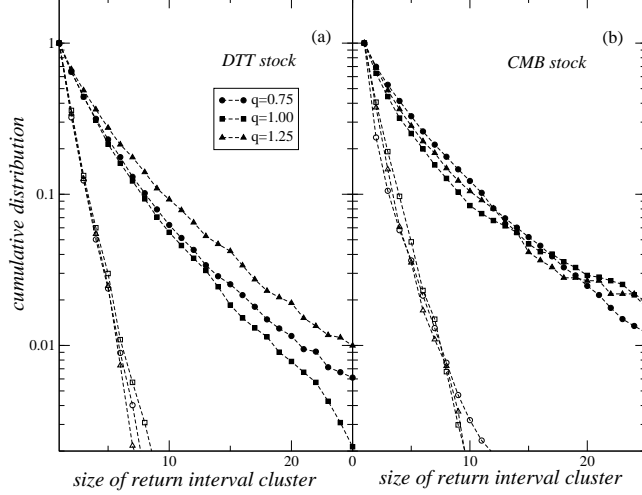 (a)
(b)
DTT stock
CMB stock
q=0.75
q=1.00
q=1.25
1
0.1
0.01
cumulative distribution
10
20
0
10
20
size of return interval cluster
size of return interval cluster